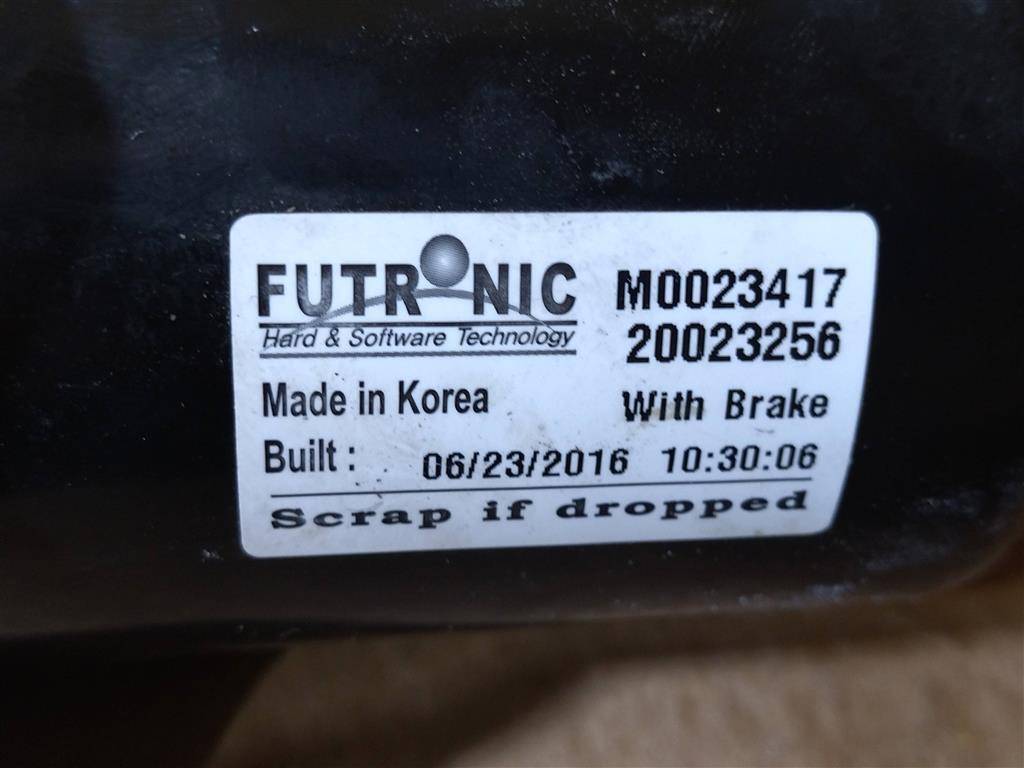 FUTRONIC
Hard & Software Technology
M0023417
20023256
Made in Korea
With Brake
Built : 06/23/2016 10:30:06
Scrap if dropped